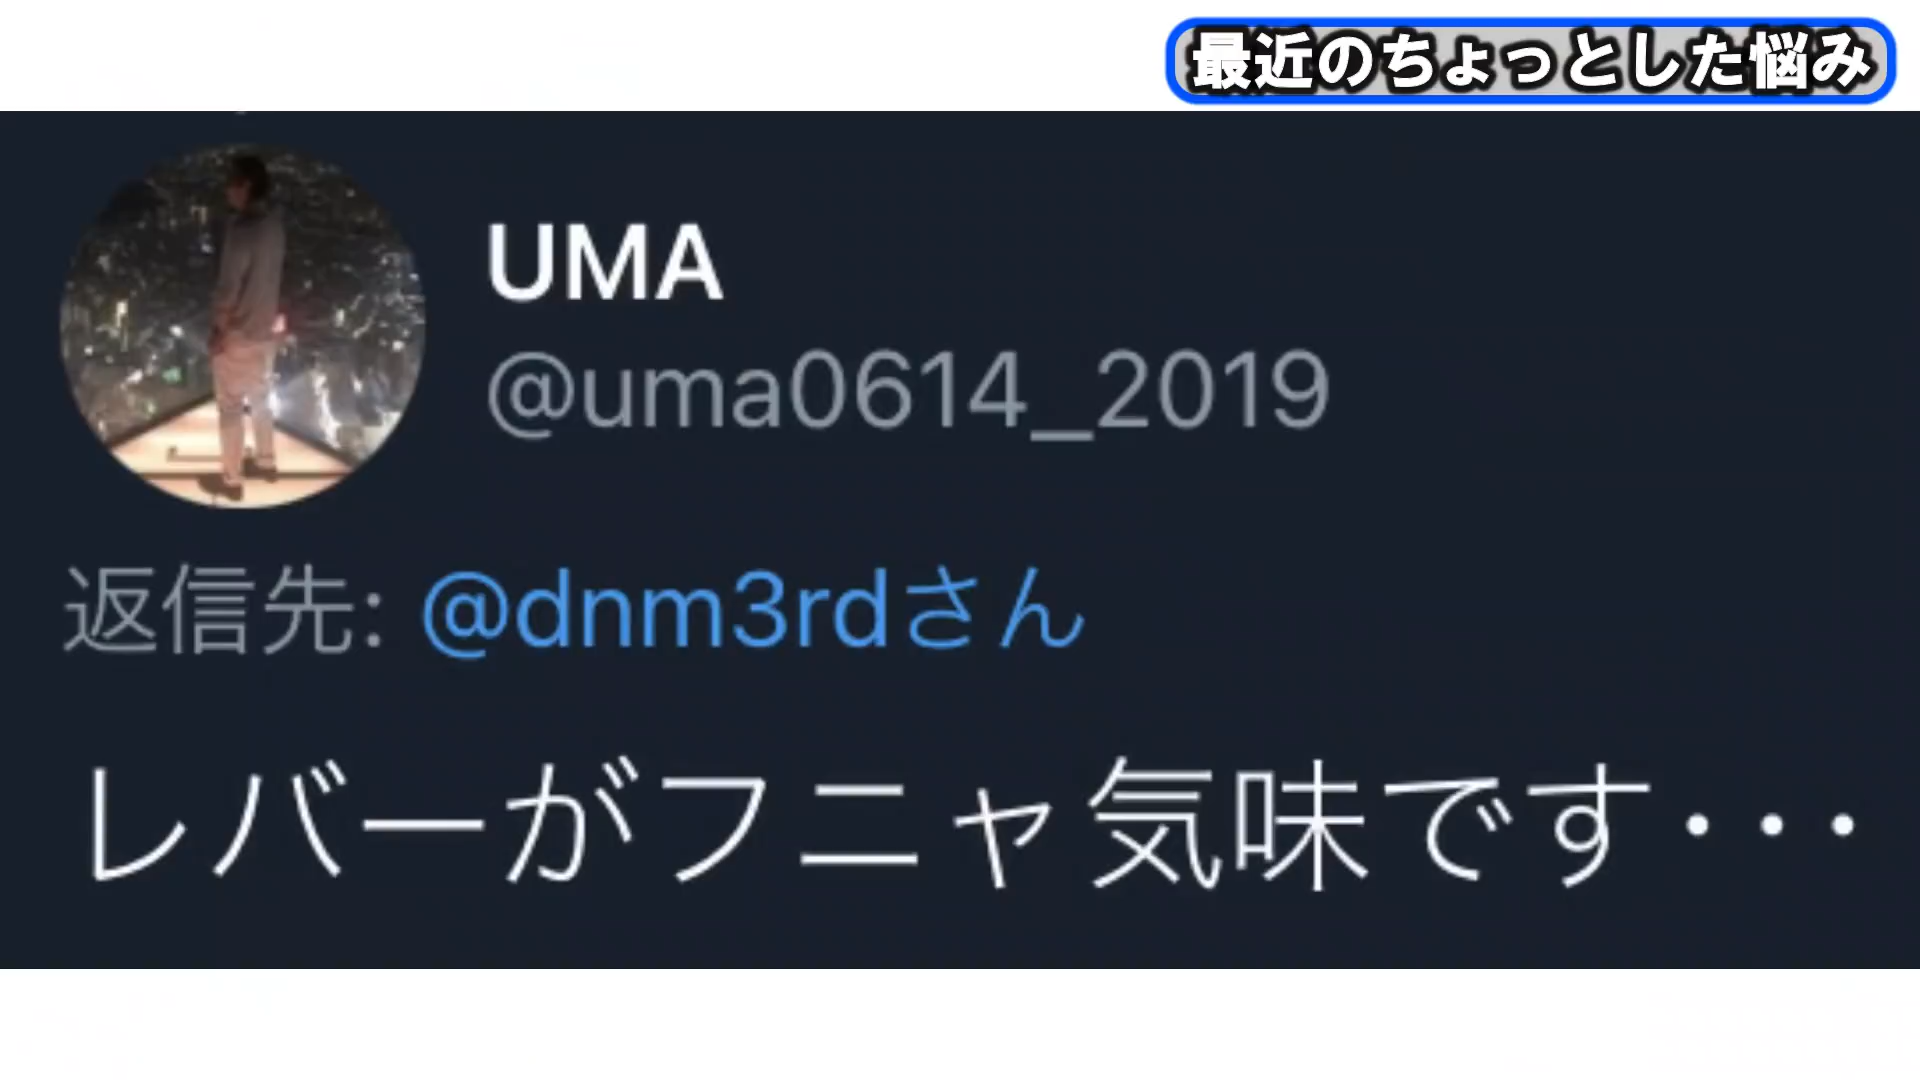 最近のちょっとした悩み
UMA
@uma0614_2019
返信先: @dnm3rdさん
レバーがフニャ気味です・・・